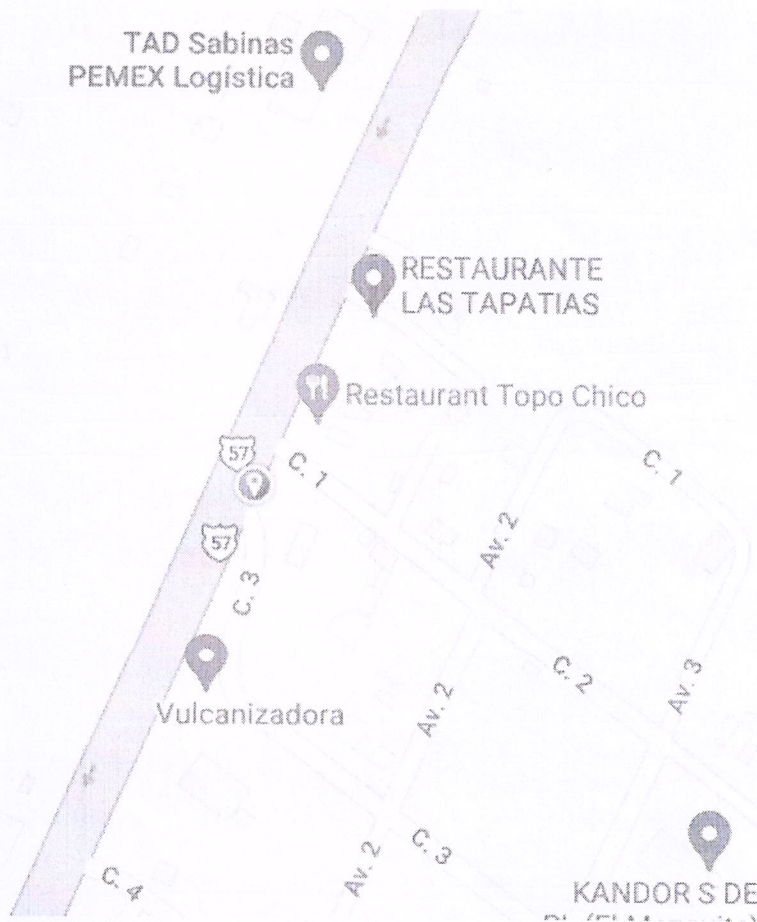 TAD Sabinas
PEMEX Logística
RESTAURANTE
LAS TAPATIAS
Restaurant Topo Chico
57
C. 1
C. 1
57
Av. 2
C. 3
C. 2
Av. 3
Av. 2
Vulcanizadora
C. 3
Av. 2
C. 4
KANDOR S DE